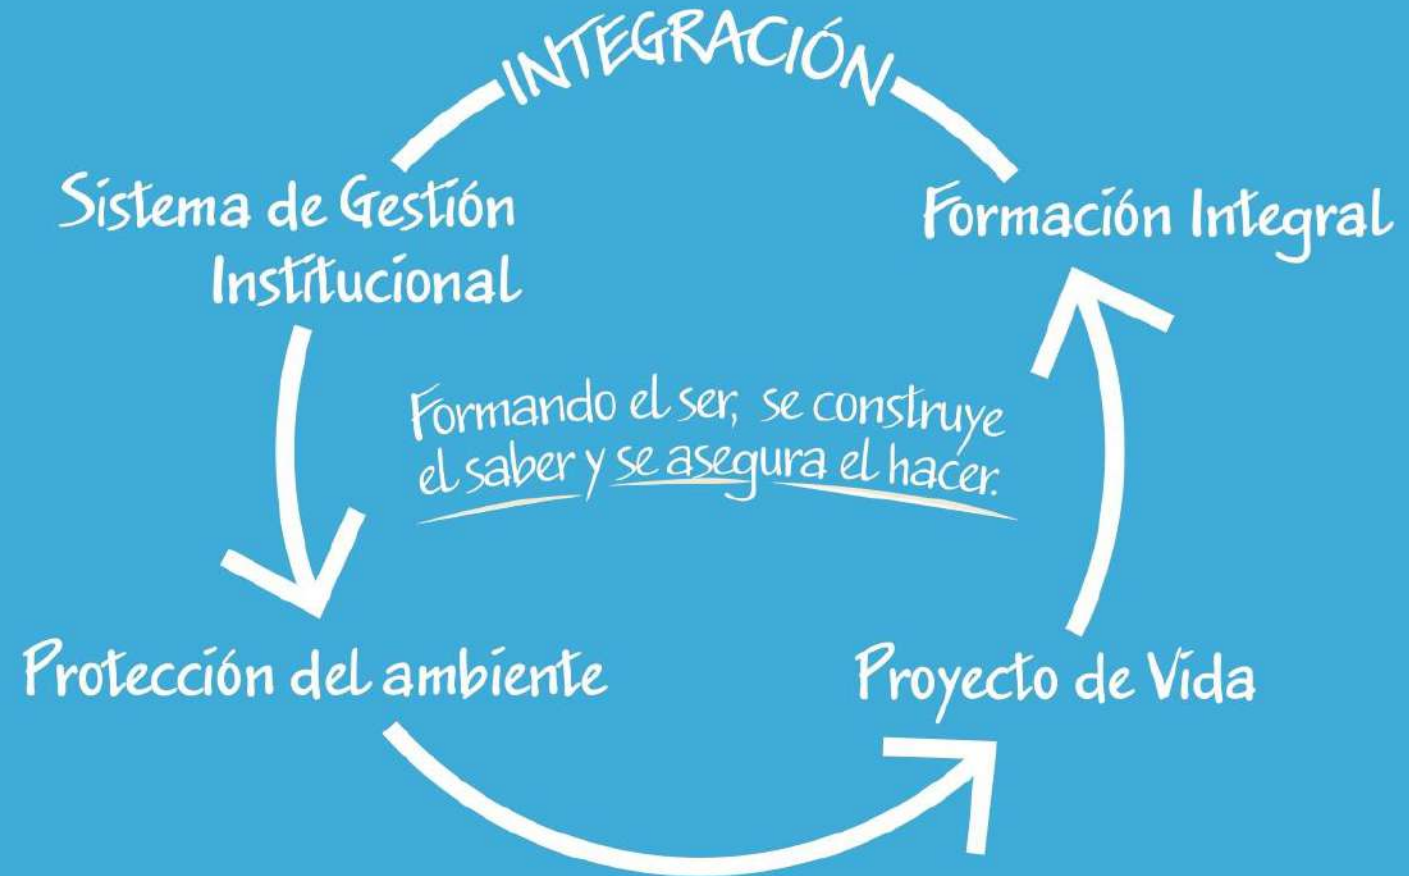 INTEGRACIÓN
Sistema de Gestión
Institucional
Formación Integral
Formando el ser, se construye
el saber y se asegura el hacer.
Protección del ambiente
Proyecto de Vida